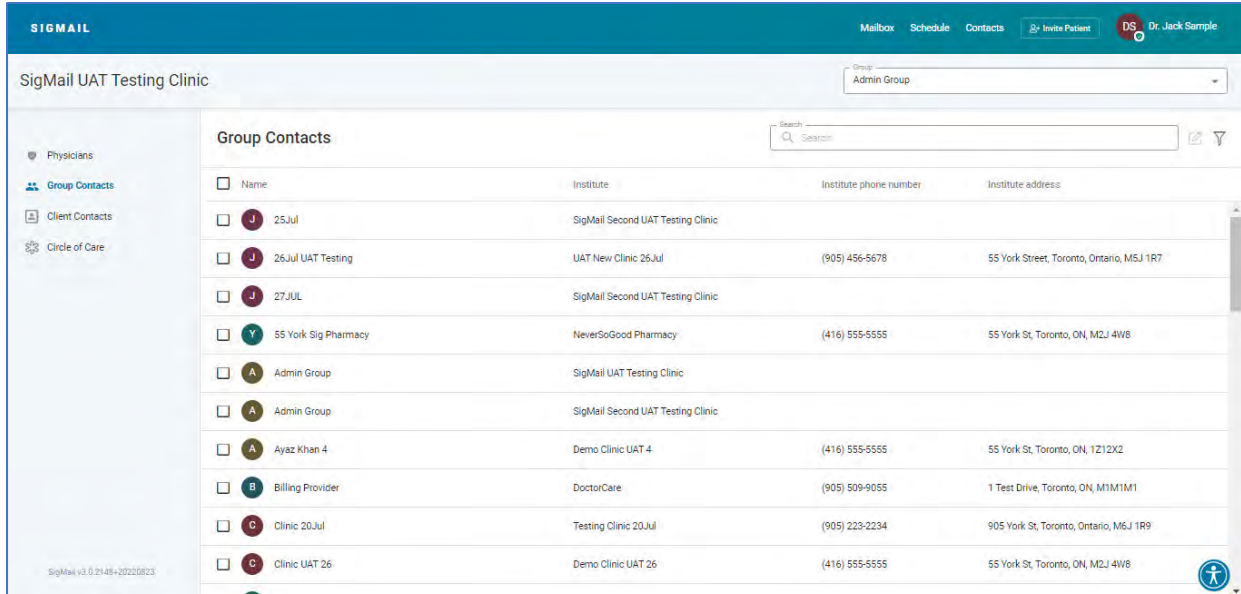 SIGMAIL Mailbox Schedule Contacts Invite Patient DS Dr. Jack Sample
SigMail UAT Testing Clinic
Group
Admin Group
Physicians
Group Contacts
Client Contacts
Circle of Care
Group Contacts
Search
Search
Name Institute Institute phone number Institute address
J 25Jul SigMail Second UAT Testing Clinic
J 26Jul UAT Testing UAT New Clinic 26Jul (905) 456-5678 55 York Street, Toronto, Ontario, M5J 1R7
J 27JUL SigMail Second UAT Testing Clinic
Y 55 York Sig Pharmacy NeverSoGood Pharmacy (416) 555-5555 55 York St, Toronto, ON, M2J 4W8
A Admin Group SigMail UAT Testing Clinic
A Admin Group SigMail Second UAT Testing Clinic
A Ayaz Khan 4 Demo Clinic UAT 4 (416) 555-5555 55 York St, Toronto, ON, 1Z12X2
B Billing Provider DoctorCare (905) 509-9055 1 Test Drive, Toronto, ON, M1M1M1
C Clinic 20Jul Testing Clinic 20Jul (905) 223-2234 905 York St, Toronto, Ontario, M6J 1R9
C Clinic UAT 26 Demo Clinic UAT 26 (416) 555-5555 55 York St, Toronto, ON, M2J 4W8
SigMail v3.0.2148+20220823